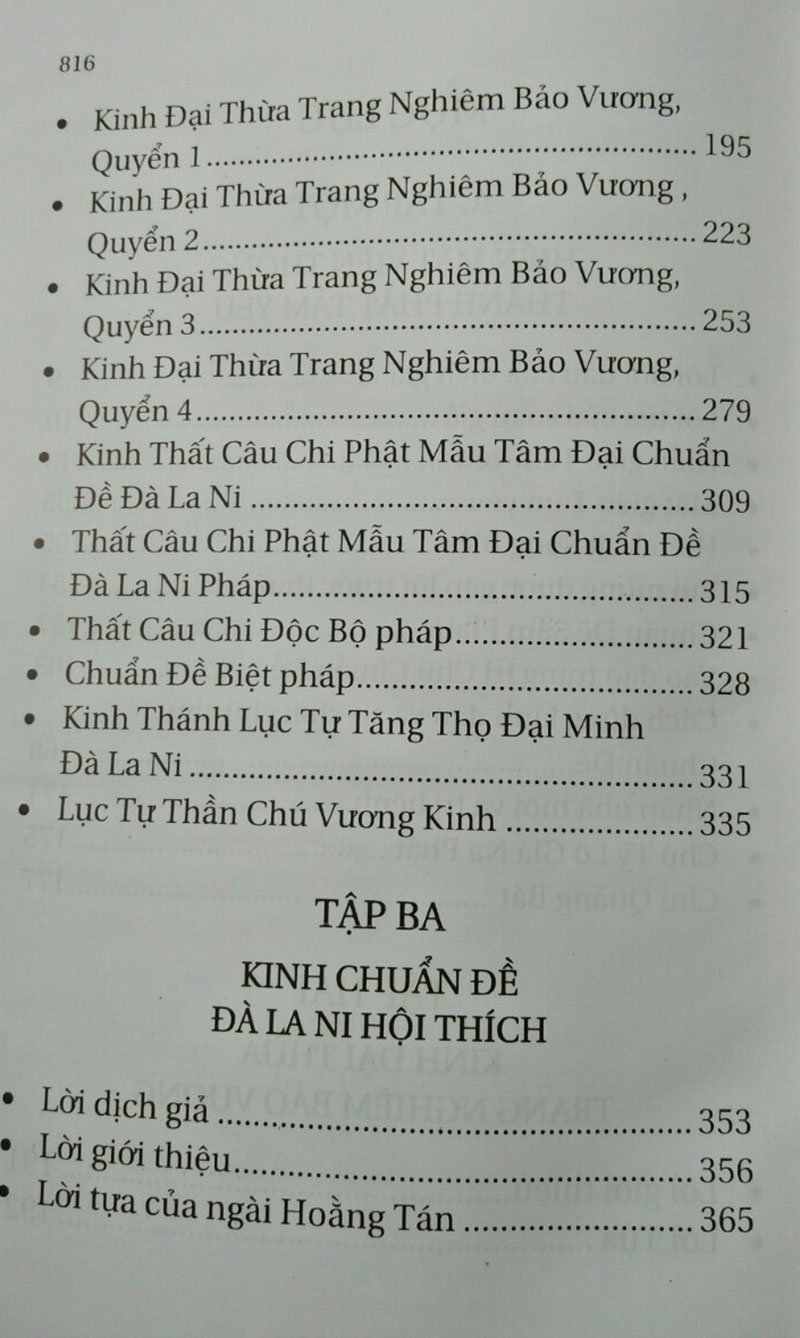 816
• Kinh Đại Thừa Trang Nghiêm Bảo Vương,
Quyển 1 ........ 195
• Kinh Đại Thừa Trang Nghiêm Bảo Vương ,
Quyển 2 ........ 223
• Kinh Đại Thừa Trang Nghiêm Bảo Vương,
Quyển 3 ........ 253
• Kinh Đại Thừa Trang Nghiêm Bảo Vương,
Quyển 4 ........ 279
• Kinh Thất Câu Chi Phật Mẫu Tâm Đại Chuẩn
Đề Đà La Ni ........ 309
• Thất Câu Chi Phật Mẫu Tâm Đại Chuẩn Đề
Đà La Ni Pháp ........ 315
• Thất Câu Chi Độc Bộ pháp ........ 321
• Chuẩn Đề Biệt pháp ........ 328
• Kinh Thánh Lục Tự Tăng Thọ Đại Minh
Đà La Ni ........ 331
• Lục Tự Thần Chú Vương Kinh ........ 335
TẬP BA
KINH CHUẨN ĐỀ
ĐÀ LA NI HỘI THÍCH
• Lời dịch giả ........ 353
• Lời giới thiệu ........ 356
• Lời tựa của ngài Hoằng Tán ........ 365